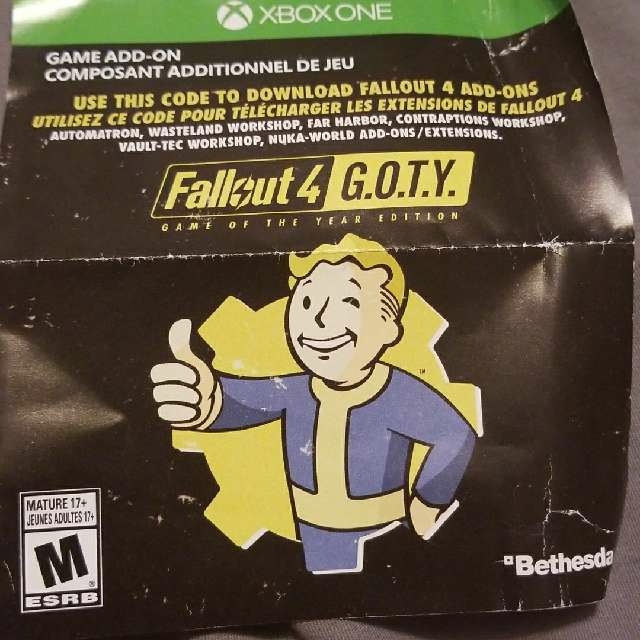 XBOX ONE
GAME ADD-ON
COMPOSANT ADDITIONNEL DE JEU
USE THIS CODE TO DOWNLOAD FALLOUT 4 ADD-ONS
UTILISEZ CE CODE POUR TÉLÉCHARGER LES EXTENSIONS DE FALLOUT 4
AUTOMATRON, WASTELAND WORKSHOP, FAR HARBOR, CONTRAPTIONS WORKSHOP,
VAULT-TEC WORKSHOP, NUKA-WORLD ADD-ONS/EXTENSIONS.
Fallout 4 G.O.T.Y.
GAME OF THE YEAR EDITION
TM
MATURE 17+
JEUNES ADULTES 17+
M
®
ESRB
Bethesda